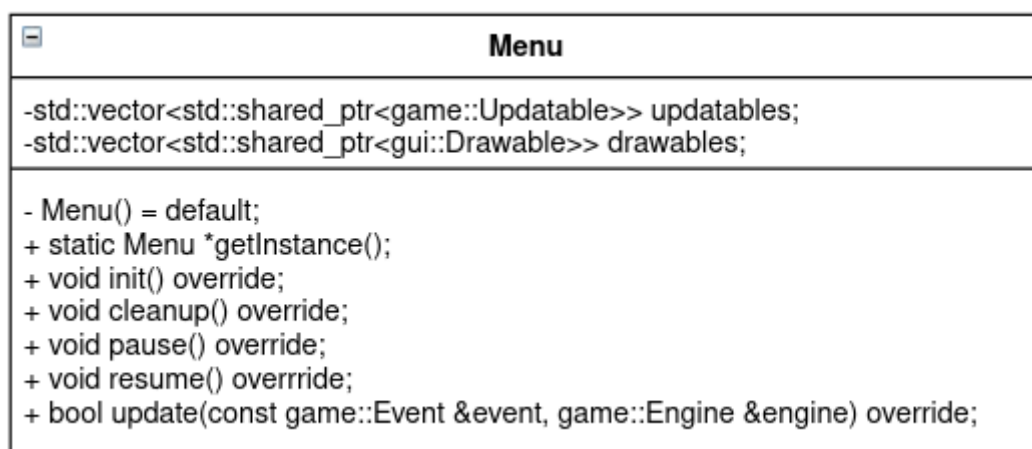 Menu
-std::vector<std::shared_ptr<game::Updatable>> updatables;
-std::vector<std::shared_ptr<gui::Drawable>> drawables;
- Menu() = default;
+ static Menu *getInstance();
+ void init() override;
+ void cleanup() override;
+ void pause() override;
+ void resume() overrride;
+ bool update(const game::Event &event, game::Engine &engine) override;